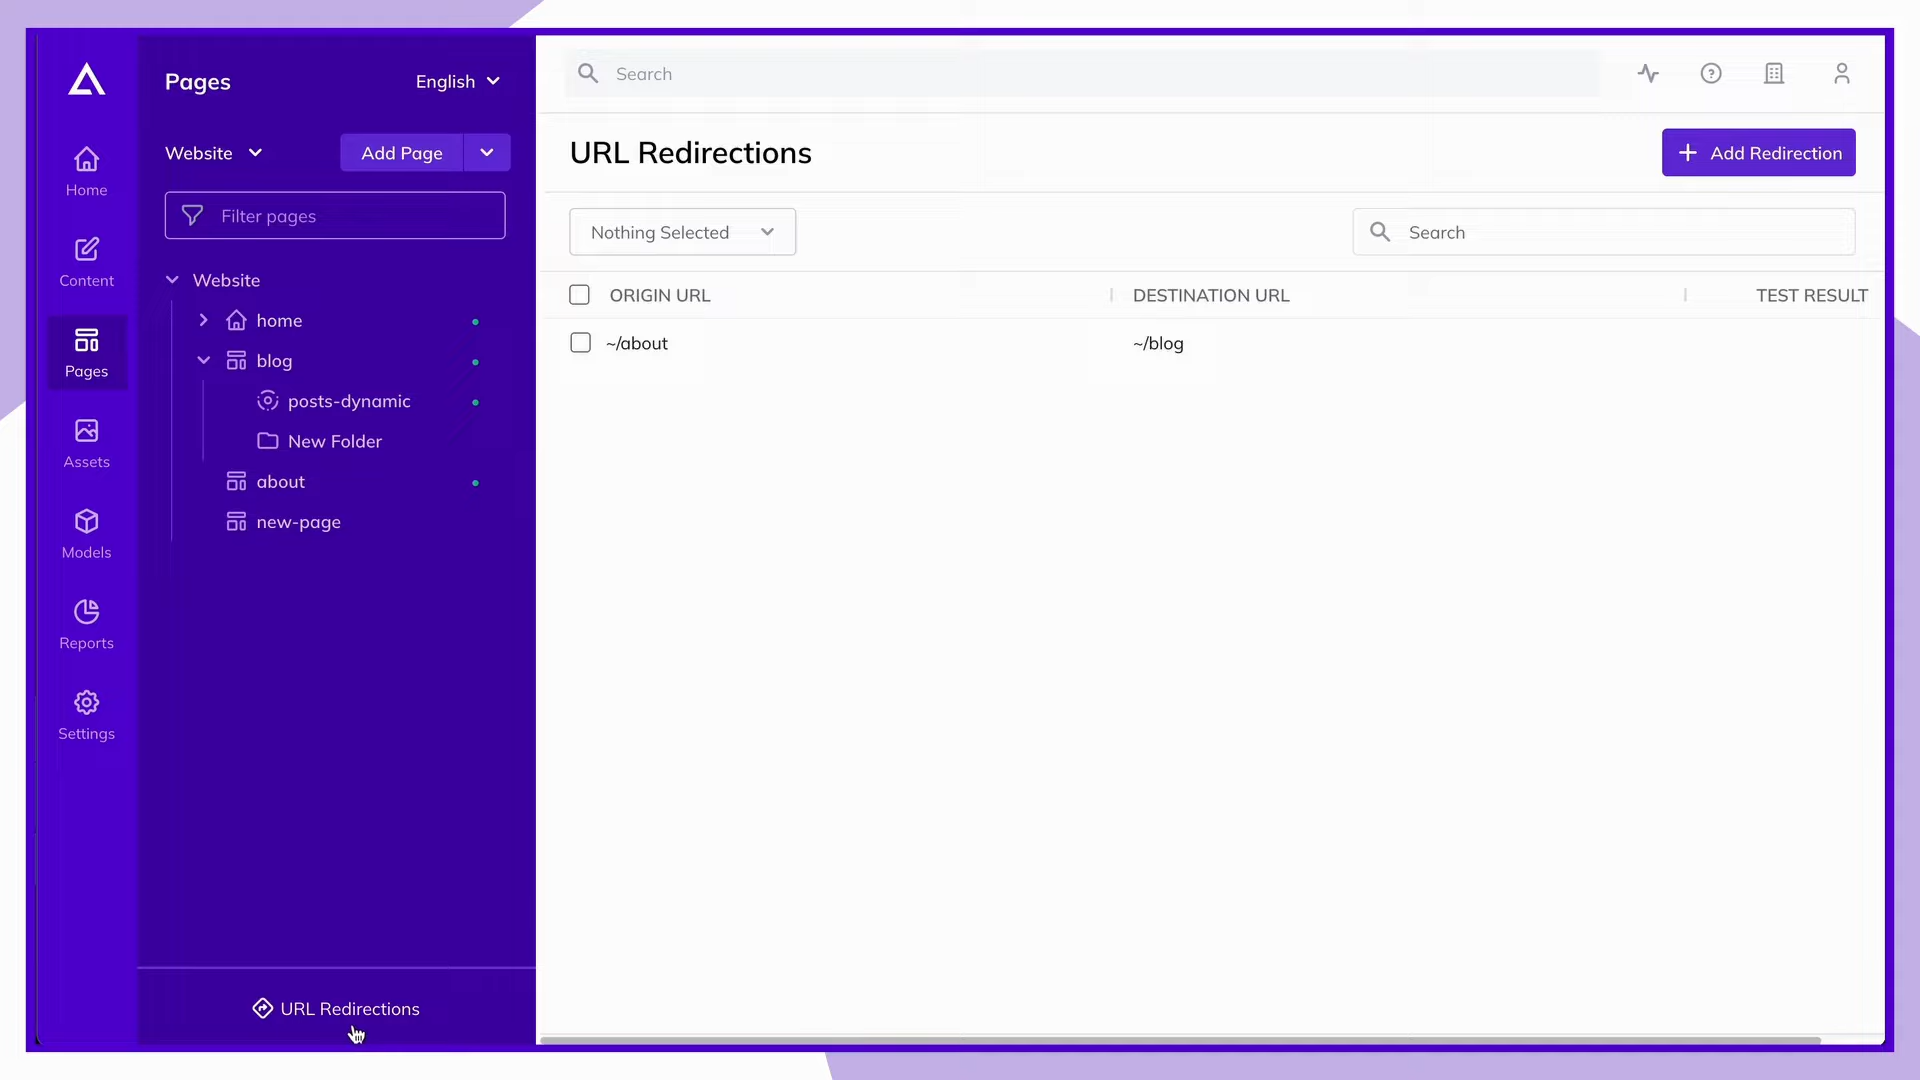 Home
Content
Pages
Assets
Models
Reports
Settings
Pages
English
Website
Add Page
Filter pages
Website
home
blog
posts-dynamic
New Folder
about
new-page
URL Redirections
Search
URL Redirections
Add Redirection
Nothing Selected
Search
ORIGIN URL
DESTINATION URL
TEST RESULT
~/about
~/blog